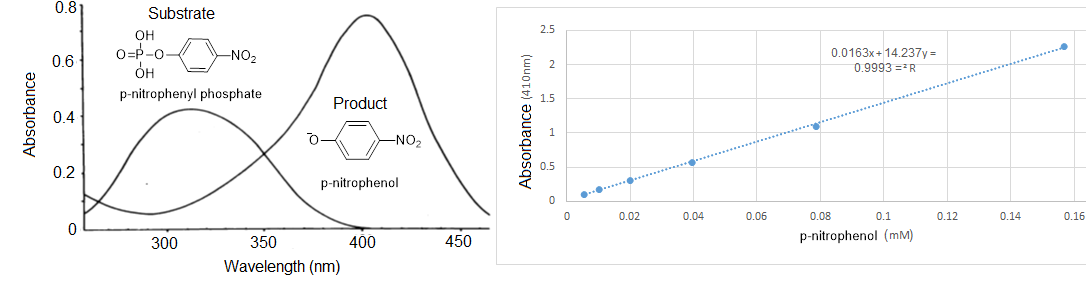 0.8
0.6
0.4
0.2
0
Absorbance
Substrate
OH
O=P-O-
OH
NO2
p-nitrophenyl phosphate
Product
-O
NO2
p-nitrophenol
300
350
400
450
Wavelength (nm)
2.5
2
1.5
1
0.5
0
Absorbance (410nm)
0.0163x+ 14.237y =
0.9993 =² R
0
0.02
0.04
0.06
0.08
0.1
0.12
0.14
0.16
p-nitrophenol (mM)